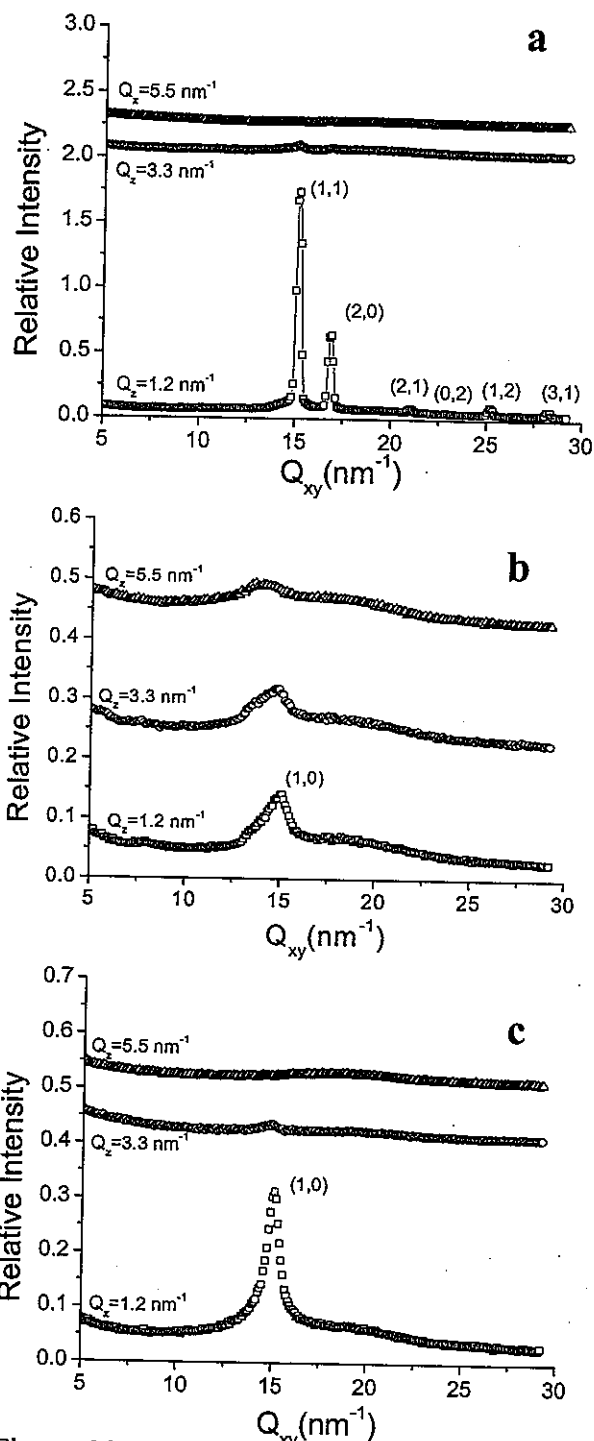 a
3.0
2.5
2.0
1.5
1.0
0.5
0.0
Relative Intensity
Qz=5.5 nm-1
Qz=3.3 nm-1
Qz=1.2 nm-1
(1,1)
(2,0)
(2,1)
(0,2)
(1,2)
(3,1)
5 10 15 20 25 30
Qxy(nm-1)
b
0.6
0.5
0.4
0.3
0.2
0.1
0.0
Relative Intensity
Qz=5.5 nm-1
Qz=3.3 nm-1
Qz=1.2 nm-1
(1,0)
5 10 15 20 25 30
Qxy(nm-1)
c
0.7
0.6
0.5
0.4
0.3
0.2
0.1
0.0
Relative Intensity
Qz=5.5 nm-1
Qz=3.3 nm-1
Qz=1.2 nm-1
(1,0)
5 10 15 20 25 30
Qxy(nm-1)